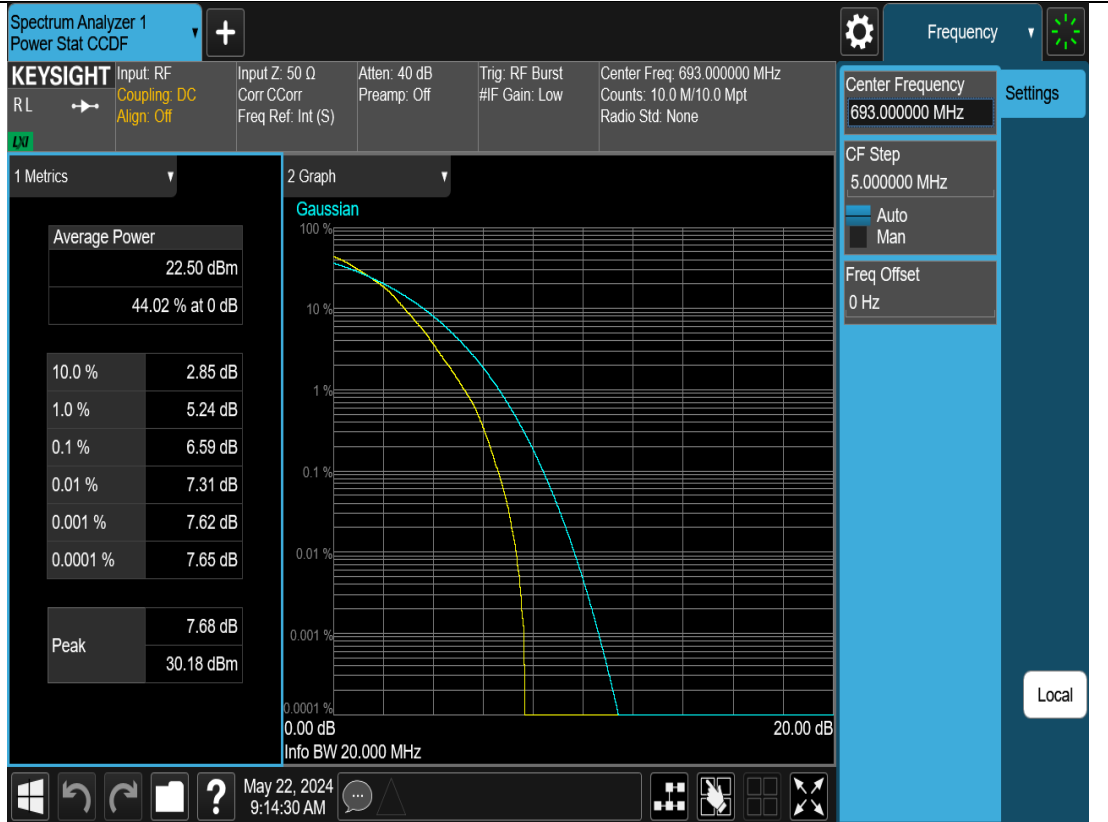 Spectrum Analyzer 1
Power Stat CCDF
+
Frequency
KEYSIGHT
R L
LXI
Input: RF
Coupling: DC
Align: Off
Input Z: 50 Ω
Corr CCorr
Freq Ref: Int (S)
Atten: 40 dB
Preamp: Off
Trig: RF Burst
#IF Gain: Low
Center Freq: 693.000000 MHz
Counts: 10.0 M/10.0 Mpt
Radio Std: None
1 Metrics
Average Power
22.50 dBm
44.02 % at 0 dB
10.0 % 2.85 dB
1.0 % 5.24 dB
0.1 % 6.59 dB
0.01 % 7.31 dB
0.001 % 7.62 dB
0.0001 % 7.65 dB
Peak
7.68 dB
30.18 dBm
2 Graph
Gaussian
100 %
10 %
1 %
0.1 %
0.01 %
0.001 %
0.0001 %
0.00 dB 20.00 dB
Info BW 20.000 MHz
Center Frequency
693.000000 MHz
CF Step
5.000000 MHz
Auto
Man
Freq Offset
0 Hz
Settings
Local
?
May 22, 2024
9:14:30 AM